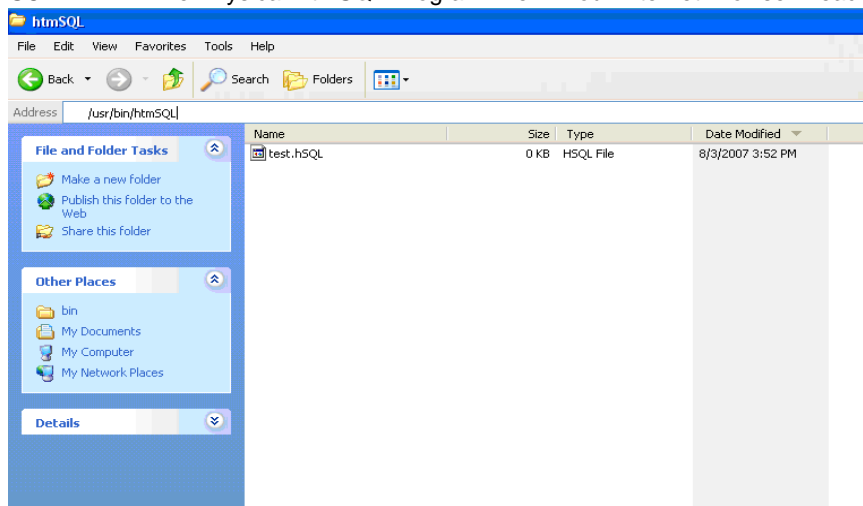 htmSQL
File Edit View Favorites Tools Help
Back Search Folders
Address /usr/bin/htmSQL
Name Size Type Date Modified
test.hSQL 0 KB HSQL File 8/3/2007 3:52 PM
File and Folder Tasks
Make a new folder
Publish this folder to the
Web
Share this folder
Other Places
bin
My Documents
My Computer
My Network Places
Details